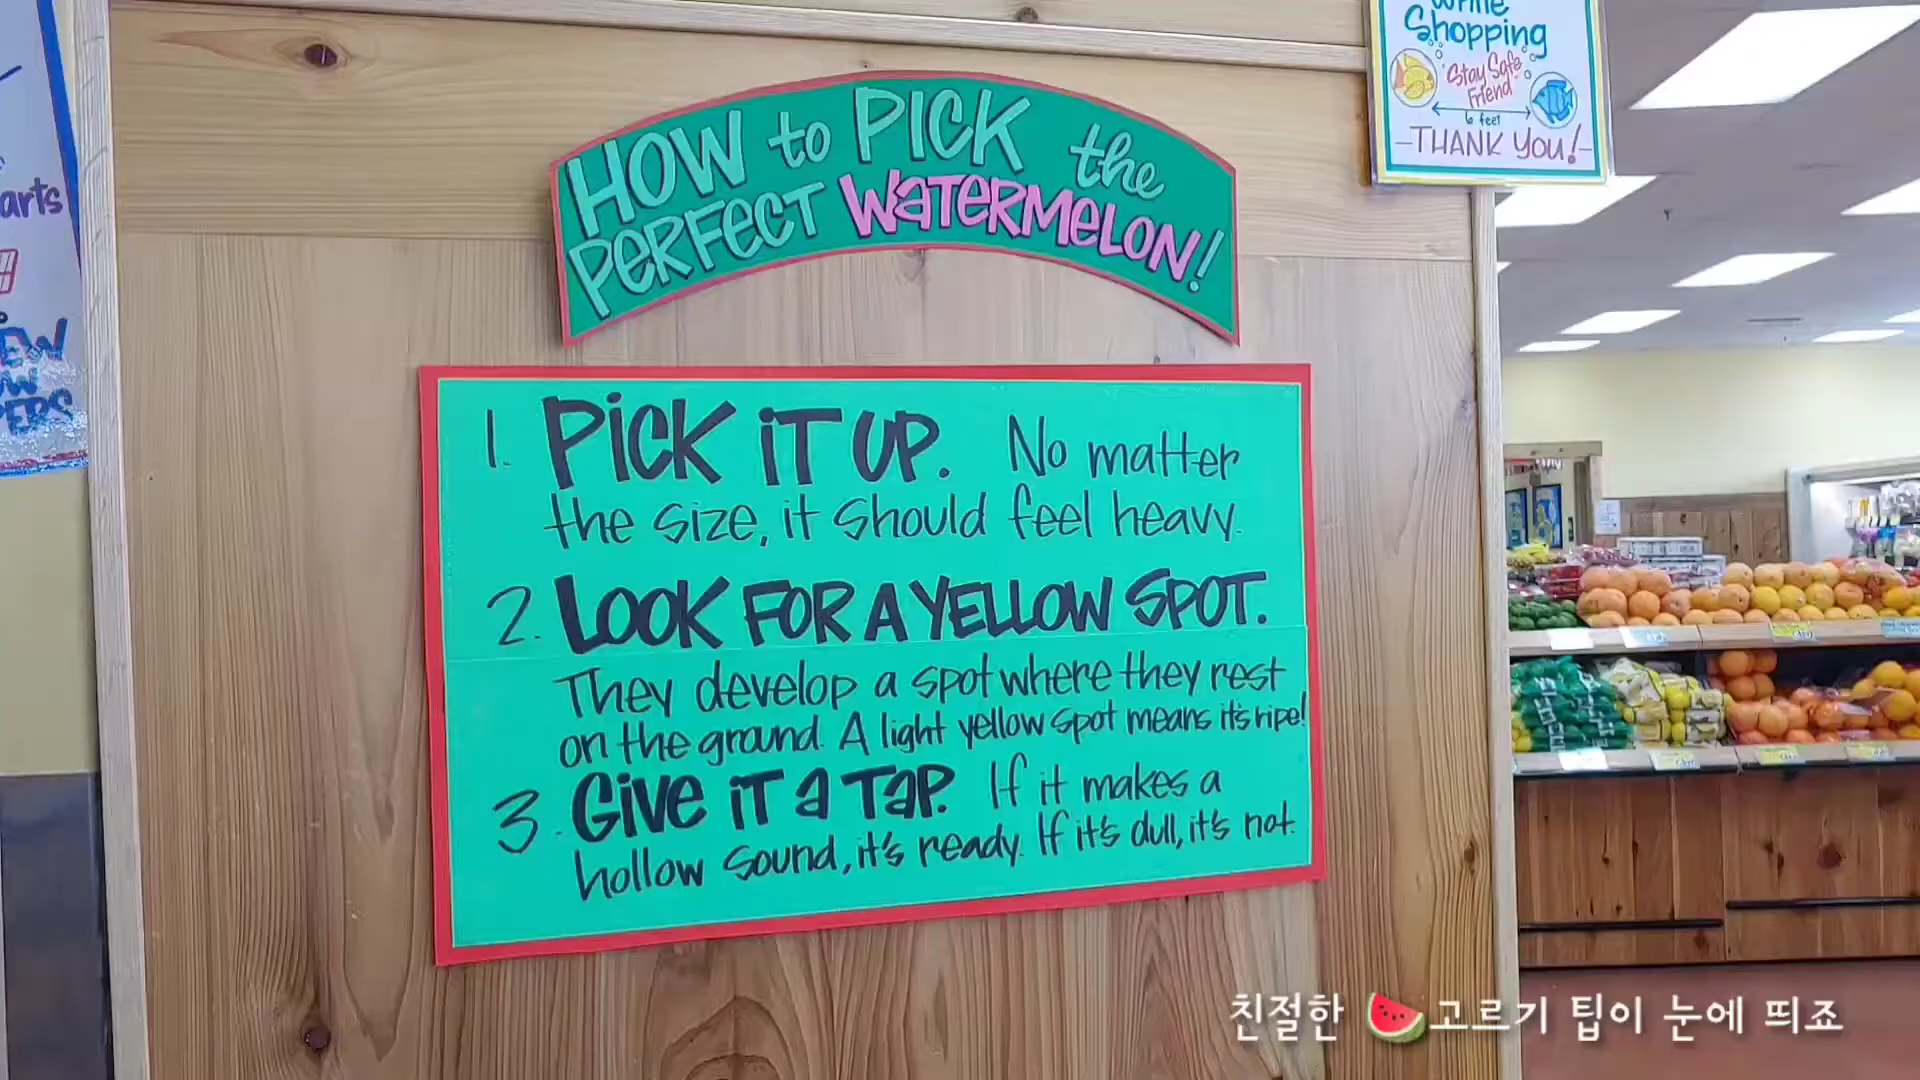 HOW to PICK the
PERFECT WATERMELON!
1. PICK IT UP. No matter
the size, it should feel heavy.
2. LOOK FOR A YELLOW SPOT.
They develop a spot where they rest
on the ground. A light yellow spot means it's ripe!
3. GIVE IT A TAP. If it makes a
hollow sound, it's ready. If it's dull, it's not.
While
Shopping
Stay Safe
Friend
6 feet
-THANK YOU!-
친절한 🍉고르기 팁이 눈에 띄죠